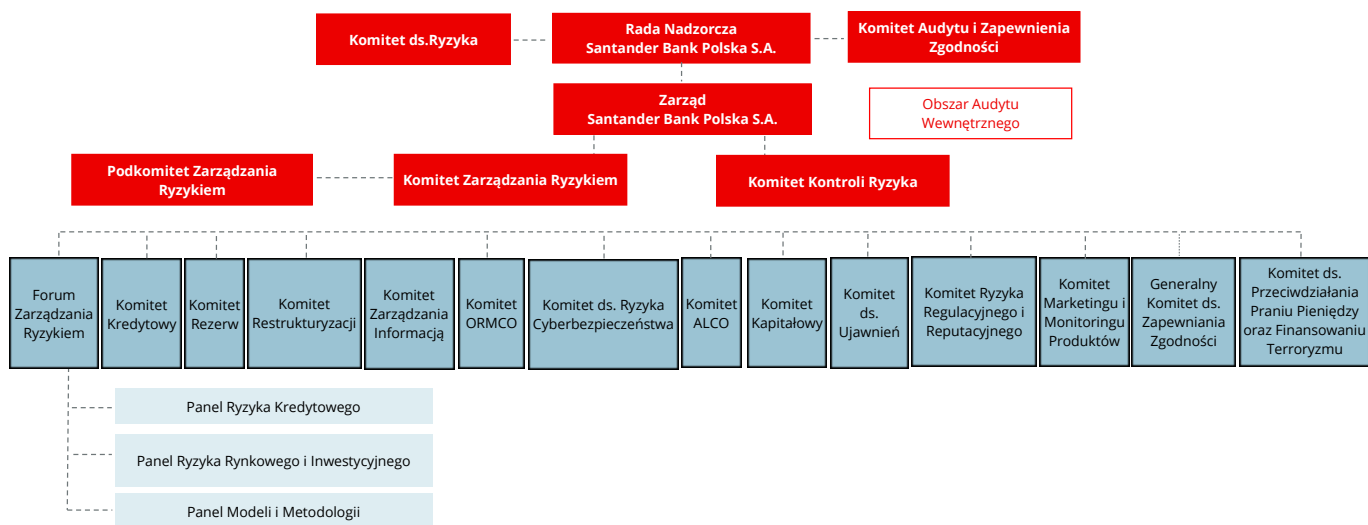 Komitet ds.Ryzyka
Rada Nadzorcza
Santander Bank Polska S.A.
Komitet Audytu i Zapewnienia
Zgodności
Zarząd
Santander Bank Polska S.A.
Obszar Audytu
Wewnętrznego
Podkomitet Zarządzania
Ryzykiem
Komitet Zarządzania Ryzykiem
Komitet Kontroli Ryzyka
Forum
Zarządzania
Ryzykiem
Komitet
Kredytowy
Komitet
Rezerw
Komitet
Restrukturyzacji
Komitet
Zarządzania
Informacją
Komitet
ORMCO
Komitet ds. Ryzyka
Cyberbezpieczeństwa
Komitet
ALCO
Komitet
Kapitałowy
Komitet
ds.
Ujawnień
Komitet Ryzyka
Regulacyjnego i
Reputacyjnego
Komitet
Marketingu i
Monitoringu
Produktów
Generalny
Komitet ds.
Zapewniania
Zgodności
Komitet ds.
Przeciwdziałania
Praniu Pieniędzy
oraz Finansowaniu
Terroryzmu
Panel Ryzyka Kredytowego
Panel Ryzyka Rynkowego i Inwestycyjnego
Panel Modeli i Metodologii